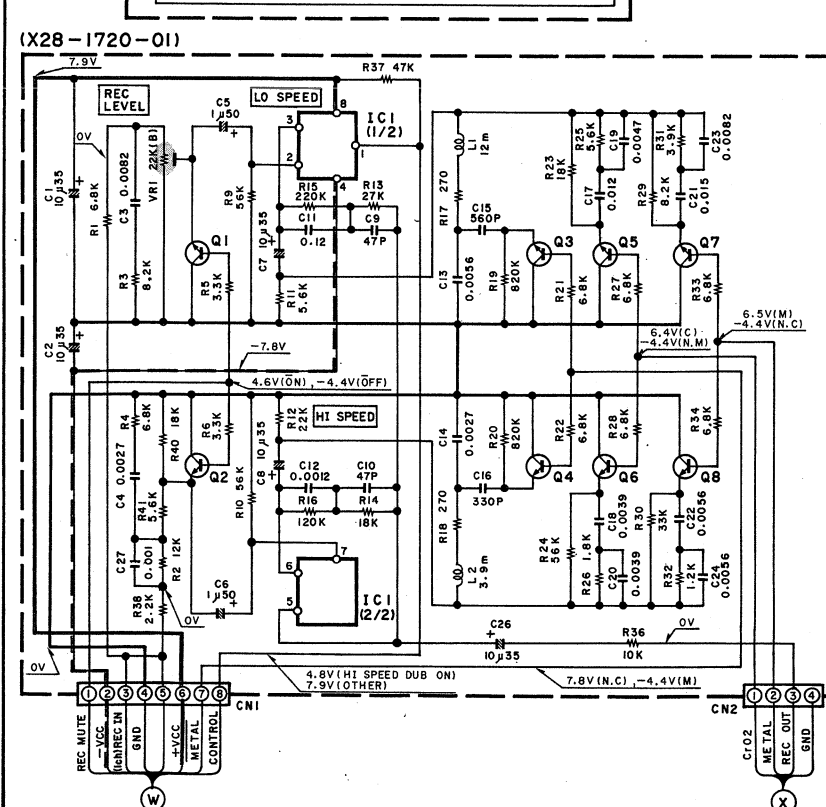 (X28-1720-01)
7.9V
R37 47K
REC
LEVEL
C5
1μ50
+
LO SPEED
IC1
(1/2)
8
3
2
1
4
0V
C1
10μ35
+
R1 6.8K
C3 0.0082
VR1 22K(B)
R9
56K
R15
220K
R13
27K
C11
0.12
C9
47P
C7 10μ35
+
R11
5.6K
Q1
R5
3.3K
R3
8.2K
C2
10μ35
+
-7.8V
L1
12m
R17 270
C15
560P
C13
0.0056
R19
820K
Q3
R21
6.8K
R23
18K
R25
5.6K
C19
0.0047
C17
0.012
Q5
R27
6.8K
R29
R31
3.9K
C23
0.0082
8.2K
C21
0.015
Q7
R33
6.8K
6.4V(C)
-4.4V(N.M)
6.5V(M)
-4.4V(N.C)
4.6V(ON),-4.4V(OFF)
R4
6.8K
R40 18K
R6
3.3K
R12
22K
HI SPEED
C8 10μ35
+
Q2
C4 0.0027
R41
5.6K
R10 56K
C12
0.0012
C10
47P
R16
120K
R14
18K
C27 0.001
R2 12K
R38
2.2K
C6
1μ50
+
0V
7
6
5
IC1
(2/2)
C14
0.0027
R20
820K
R22
6.8K
C16
330P
Q4
R18 270
L2
3.9m
R28
6.8K
Q6
R24
56K
C18
0.0039
R26
1.8K
C20
0.0039
R34
6.8K
Q8
R30
33K
C22
0.0056
R32
1.2K
C24
0.0056
C26
+
10μ35
R36
10K
0V
0V
4.8V(HI SPEED DUB ON)
7.9V(OTHER)
7.8V(N.C),-4.4V(M)
1 2 3 4 5 6 7 8
CN1
REC MUTE
-VCC
(Lch)REC IN
GND
+VCC
METAL
CONTROL
W
CN2
1 2 3 4
CrO2
METAL
REC OUT
GND
X